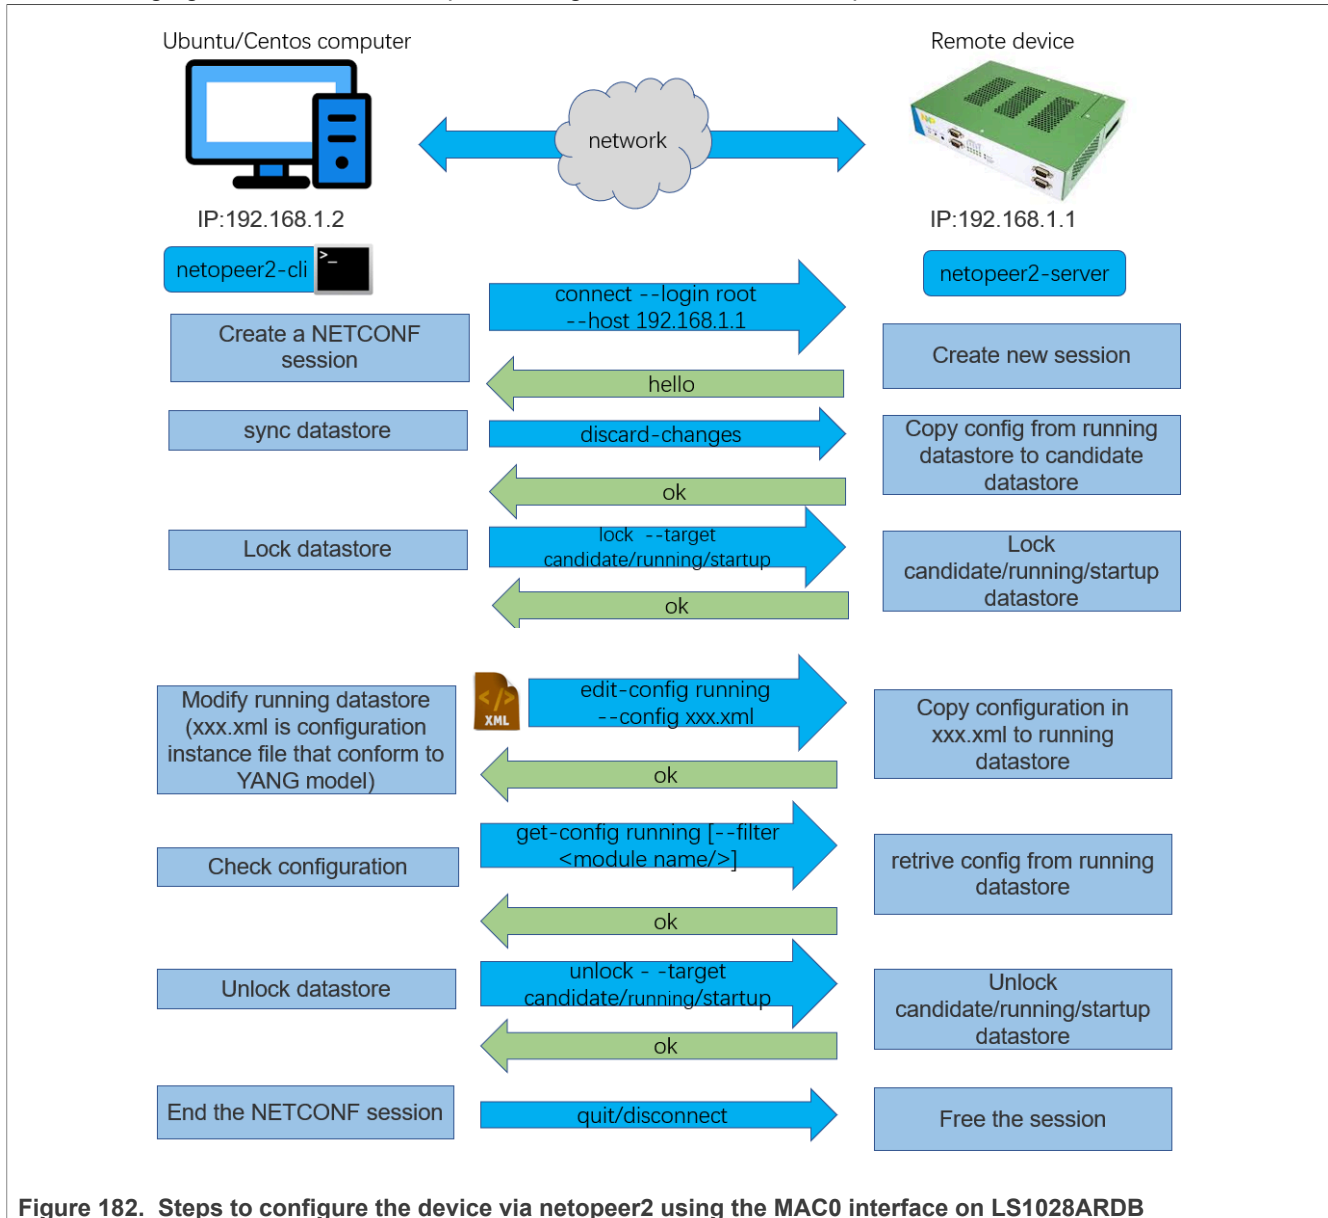 Ubuntu/Centos computer
Remote device
network
IP:192.168.1.2
IP:192.168.1.1
netopeer2-cli
>_
netopeer2-server
connect --login root
--host 192.168.1.1
Create a NETCONF
session
Create new session
hello
sync datastore
discard-changes
Copy config from running
datastore to candidate
datastore
ok
Lock datastore
lock --target
candidate/running/startup
Lock
candidate/running/startup
datastore
ok
Modify running datastore
(xxx.xml is configuration
instance file that conform to
YANG model)
</>
XML
edit-config running
--config xxx.xml
Copy configuration in
xxx.xml to running
datastore
ok
Check configuration
get-config running [--filter
<module name/>]
retrive config from running
datastore
ok
Unlock datastore
unlock - -target
candidate/running/startup
Unlock
candidate/running/startup
datastore
ok
End the NETCONF session
quit/disconnect
Free the session
Figure 182. Steps to configure the device via netopeer2 using the MAC0 interface on LS1028ARDB